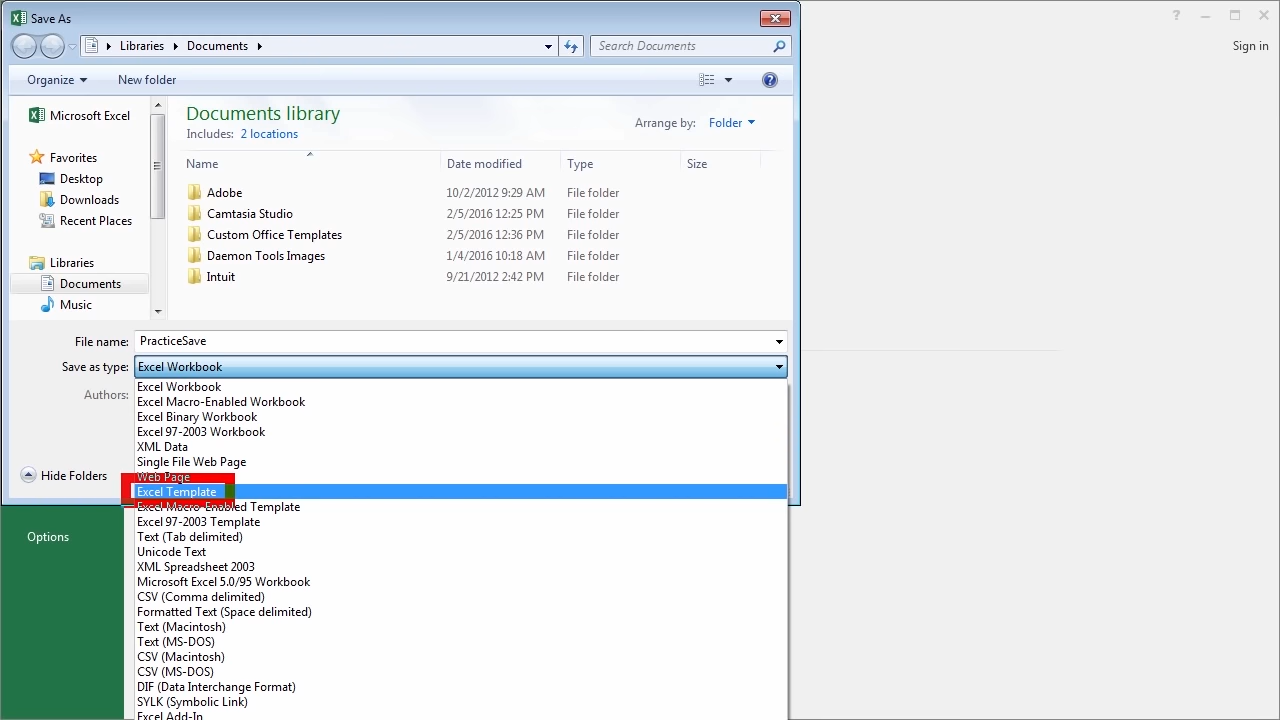 Save As
?
Libraries Documents
Search Documents
Sign in
Organize New folder
?
Microsoft Excel
Documents library
Includes: 2 locations
Arrange by: Folder
Favorites
Desktop
Downloads
Recent Places
Libraries
Documents
Music
Name Date modified Type Size
Adobe 10/2/2012 9:29 AM File folder
Camtasia Studio 2/5/2016 12:25 PM File folder
Custom Office Templates 2/5/2016 12:36 PM File folder
Daemon Tools Images 1/4/2016 10:18 AM File folder
Intuit 9/21/2012 2:42 PM File folder
File name: PracticeSave
Save as type: Excel Workbook
Authors:
Hide Folders
Options
Excel Workbook
Excel Macro-Enabled Workbook
Excel Binary Workbook
Excel 97-2003 Workbook
XML Data
Single File Web Page
Web Page
Excel Template
Excel Macro-Enabled Template
Excel 97-2003 Template
Text (Tab delimited)
Unicode Text
XML Spreadsheet 2003
Microsoft Excel 5.0/95 Workbook
CSV (Comma delimited)
Formatted Text (Space delimited)
Text (Macintosh)
Text (MS-DOS)
CSV (Macintosh)
CSV (MS-DOS)
DIF (Data Interchange Format)
SYLK (Symbolic Link)
Excel Add-In